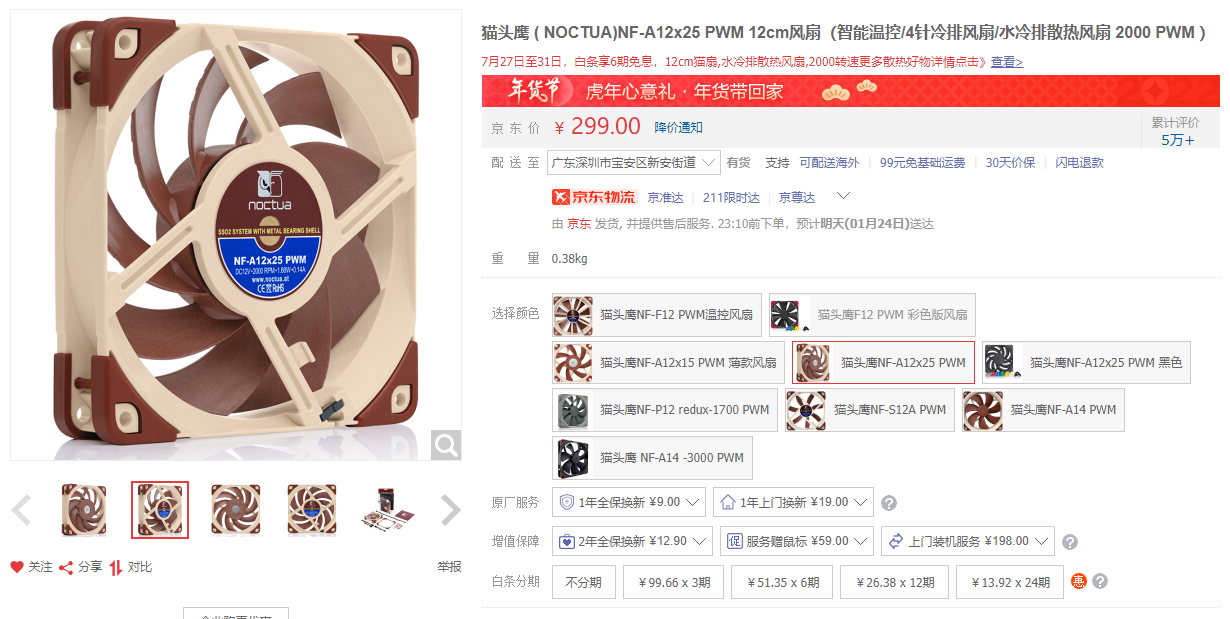 猫头鹰 ( NOCTUA)NF-A12x25 PWM 12cm风扇（智能温控/4针冷排风扇/水冷排散热风扇 2000 PWM ）
7月27日至31日，白条享6期免息，12cm猫扇,水冷排散热风扇,2000转速更多散热好物详情点击》查看>
年货节 虎年心意礼 · 年货带回家
京 东 价 ￥ 299.00 降价通知
累计评价
5万+
配 送 至 广东深圳市宝安区新安街道 有货 支持 可配送海外 99元免基础运费 30天价保 闪电退款
京东物流 京准达 211限时达 京尊达
由 京东 发货, 并提供售后服务. 23:10前下单，预计明天(01月24日)送达
重 量 0.38kg
选择颜色 猫头鹰NF-F12 PWM温控风扇 猫头鹰F12 PWM 彩色版风扇
猫头鹰NF-A12x15 PWM 薄款风扇 猫头鹰NF-A12x25 PWM 猫头鹰NF-A12x25 PWM 黑色
猫头鹰NF-P12 redux-1700 PWM 猫头鹰NF-S12A PWM 猫头鹰NF-A14 PWM
猫头鹰 NF-A14 -3000 PWM
原厂服务 1年全保换新 ¥9.00 1年上门换新 ¥19.00 ?
增值保障 2年全保换新 ¥12.90 促 服务赠鼠标 ¥59.00 上门装机服务 ¥198.00 ?
白条分期 不分期 ￥99.66 x 3期 ￥51.35 x 6期 ￥26.38 x 12期 ￥13.92 x 24期 惠 ?
noctua
SSO2 SYSTEM WITH METAL BEARING SHELL
NF-A12x25 PWM
DC12V•2000 RPM•1.68W•0.14A
www.noctua.at
CE RoHS
关注 分享 对比 举报